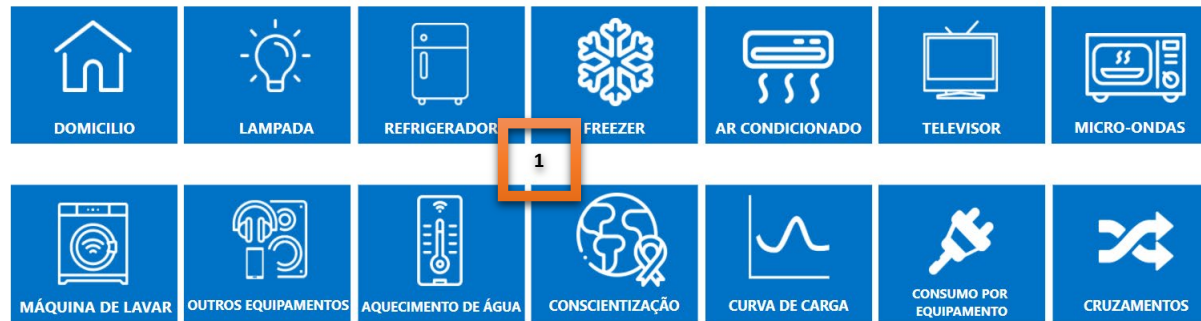 DOMICILIO
LAMPADA
REFRIGERADOR
FREEZER
AR CONDICIONADO
TELEVISOR
MICRO-ONDAS
1
MÁQUINA DE LAVAR
OUTROS EQUIPAMENTOS
AQUECIMENTO DE ÁGUA
CONSCIENTIZAÇÃO
CURVA DE CARGA
CONSUMO POR
EQUIPAMENTO
CRUZAMENTOS